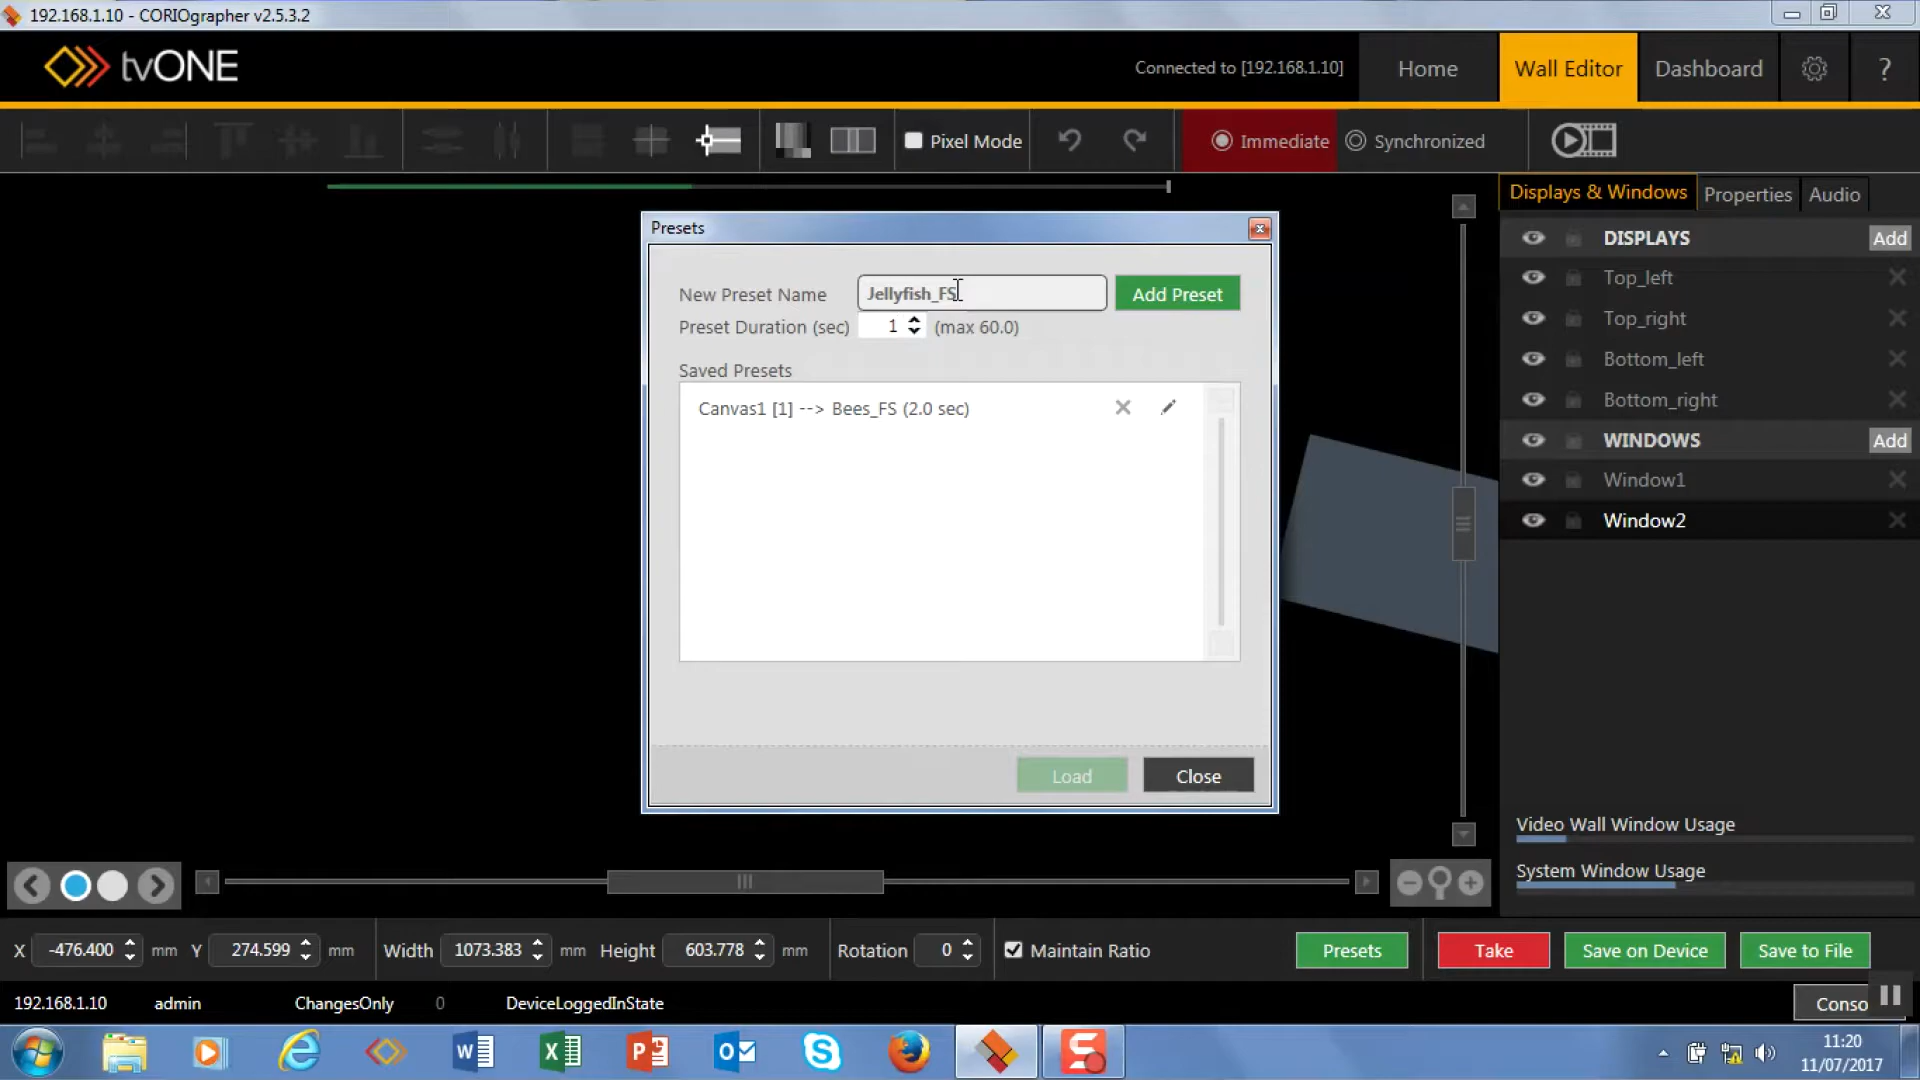 192.168.1.10 - CORIOgrapher v2.5.3.2
tvONE
Connected to [192.168.1.10]
Home
Wall Editor
Dashboard
?
Pixel Mode
Immediate
Synchronized
Displays & Windows
Properties
Audio
Presets
New Preset Name
Jellyfish_FS
Add Preset
Preset Duration (sec)
1
(max 60.0)
Saved Presets
Canvas1 [1] --> Bees_FS (2.0 sec)
Load
Close
DISPLAYS
Add
Top_left
Top_right
Bottom_left
Bottom_right
WINDOWS
Add
Window1
Window2
Video Wall Window Usage
System Window Usage
X -476.400 mm Y 274.599 mm Width 1073.383 mm Height 603.778 mm Rotation 0 Maintain Ratio
Presets
Take
Save on Device
Save to File
192.168.1.10 admin ChangesOnly 0 DeviceLoggedInState
Conso
11:20
11/07/2017